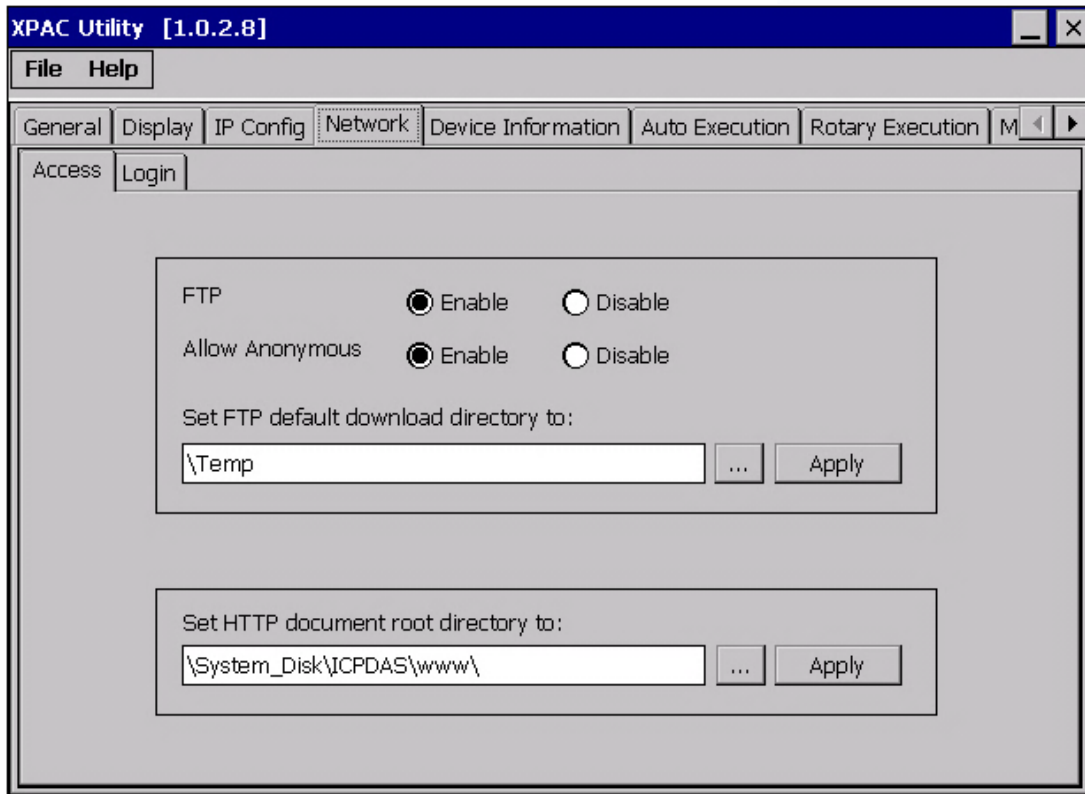 XPAC Utility [1.0.2.8]
File Help
General Display IP Config Network Device Information Auto Execution Rotary Execution M
Access Login
FTP Enable Disable
Allow Anonymous Enable Disable
Set FTP default download directory to:
\Temp ... Apply
Set HTTP document root directory to:
\System_Disk\ICPDAS\www\ ... Apply